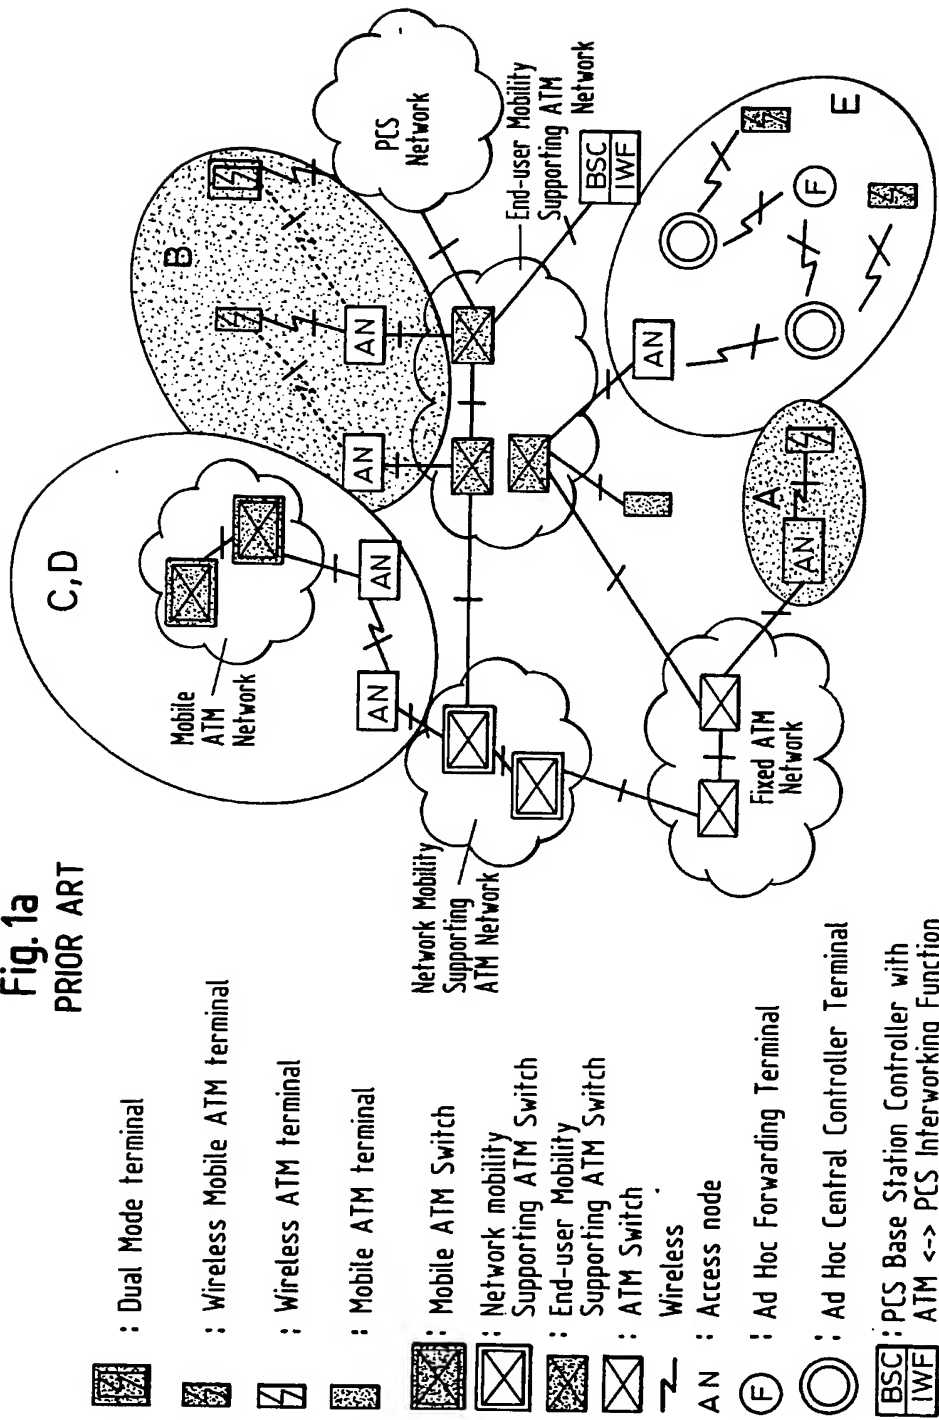 Fig.1a
PRIOR ART
C,D
Mobile
ATM
Network
AN
AN
B
AN
AN
PCS
Network
End-user Mobility
Supporting ATM
Network
BSC
IWF
E
AN
F
A
AN
Network Mobility
Supporting
ATM Network
Fixed ATM
Network
: Dual Mode terminal
: Wireless Mobile ATM terminal
: Wireless ATM terminal
: Mobile ATM terminal
: Mobile ATM Switch
: Network mobility
Supporting ATM Switch
: End-user Mobility
Supporting ATM Switch
: ATM Switch
Wireless
AN : Access node
F : Ad Hoc Forwarding Terminal
: Ad Hoc Central Controller Terminal
BSC
IWF
: PCS Base Station Controller with
ATM <-> PCS Interworking Function